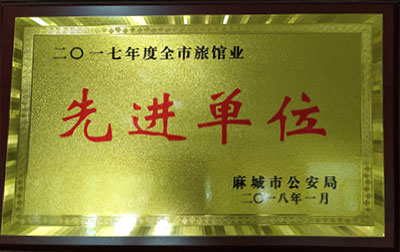 二〇一七年度全市旅馆业
先进单位
麻城市公安局
二〇一八年一月